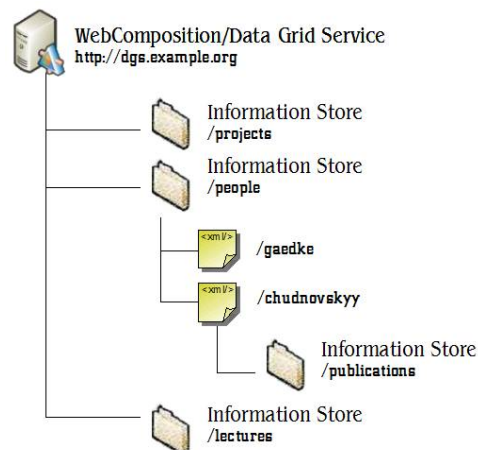 WebComposition/Data Grid Service
http://dgs.example.org
Information Store
/projects
Information Store
/people
<xml/>
/gaedke
<xml/>
/chudnovskyy
Information Store
/publications
Information Store
/lectures